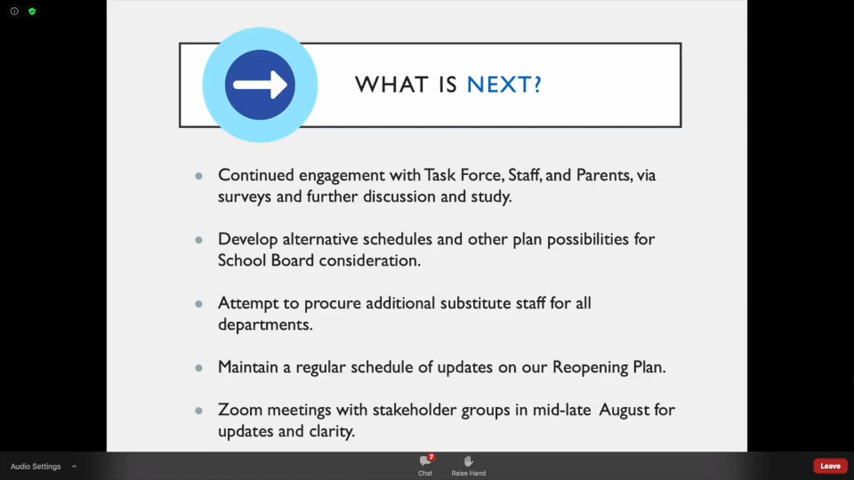 WHAT IS NEXT?
Continued engagement with Task Force, Staff, and Parents, via
surveys and further discussion and study.
Develop alternative schedules and other plan possibilities for
School Board consideration.
Attempt to procure additional substitute staff for all
departments.
Maintain a regular schedule of updates on our Reopening Plan.
Zoom meetings with stakeholder groups in mid-late August for
updates and clarity.
Audio Settings
7
Chat
Raise Hand
Leave